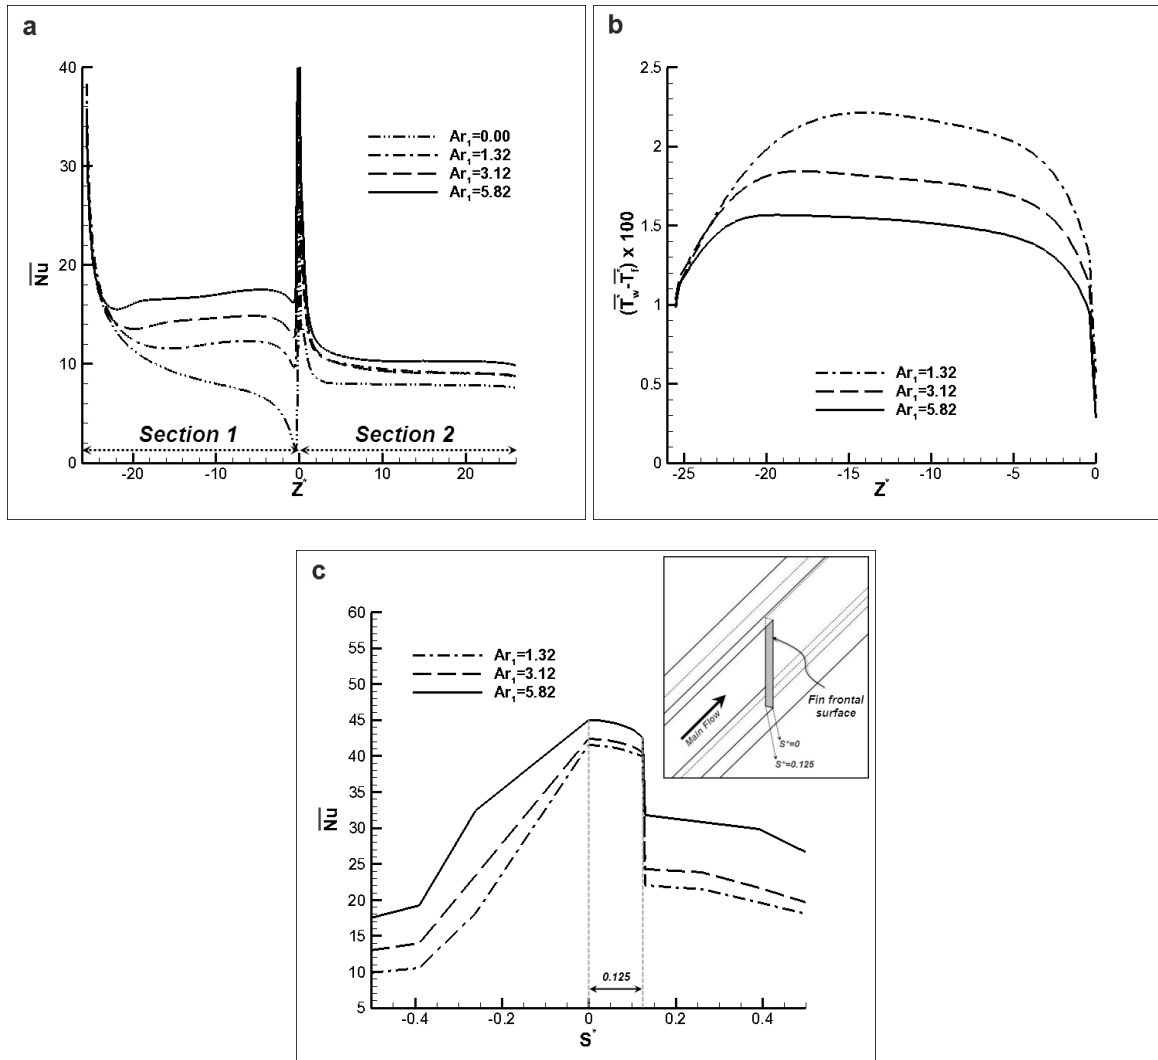 a
40
30
20
10
0
Nu
Ar1=0.00
Ar1=1.32
Ar1=3.12
Ar1=5.82
Section 1
Section 2
-20
-10
0
10
20
Z*
b
2.5
2
1.5
1
0.5
0
(T*w-T*f) x 100
Ar1=1.32
Ar1=3.12
Ar1=5.82
-25
-20
-15
-10
-5
0
Z*
c
60
55
50
45
40
35
30
25
20
15
10
5
Nu
Ar1=1.32
Ar1=3.12
Ar1=5.82
Main Flow
Fin frontal
surface
S*=0
S*=0.125
0.125
-0.4
-0.2
0
0.2
0.4
S*